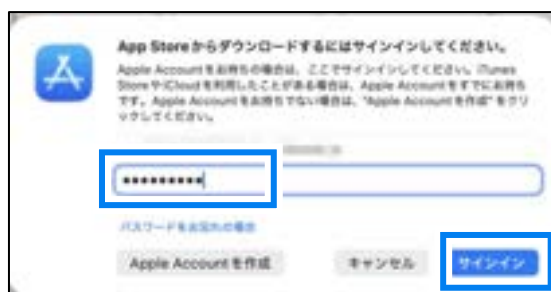 App Storeからダウンロードするにはサインインしてください。
Apple Accountをお持ちの場合は、ここでサインインしてください。iTunes
StoreやiCloudを利用したことがある場合は、Apple Accountをすでにお持ち
です。Apple Accountをお持ちでない場合は、"Apple Accountを作成"をクリ
ックしてください。
•••••••••
パスワードをお忘れの場合
Apple Accountを作成 キャンセル サインイン